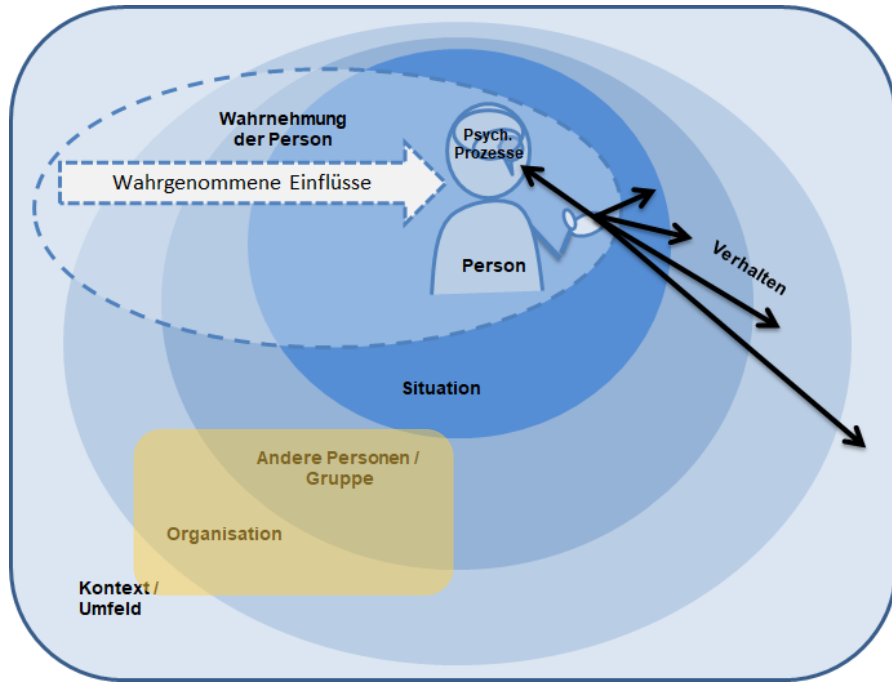 Wahrnehmung
der Person
Psych.
Prozesse
Wahrgenommene Einflüsse
Person
Verhalten
Situation
Andere Personen /
Gruppe
Organisation
Kontext /
Umfeld